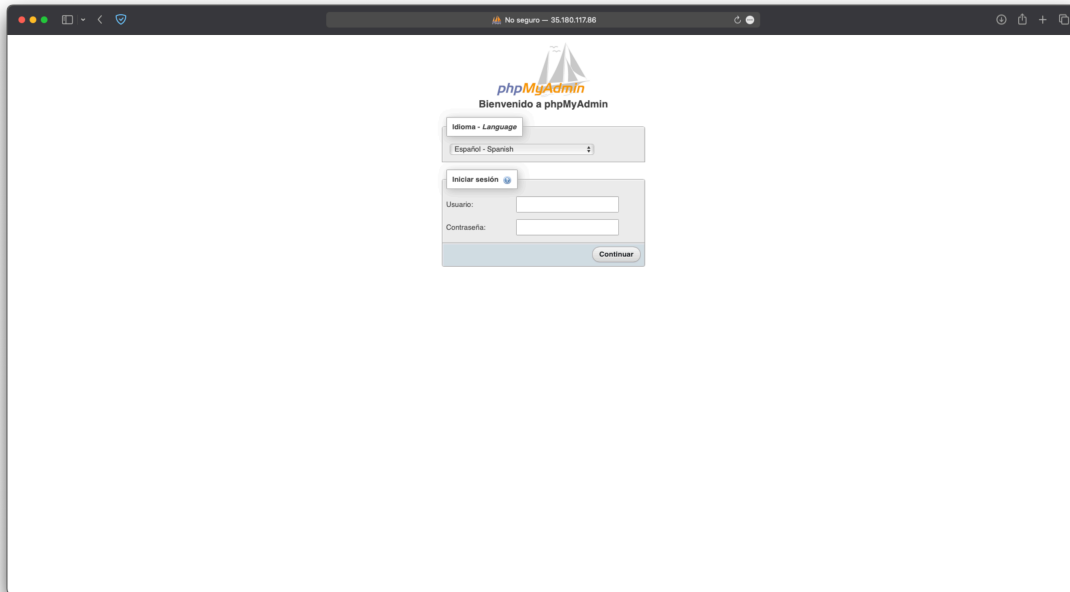 No seguro — 35.180.117.86
phpMyAdmin
Bienvenido a phpMyAdmin
Idioma - Language
Español - Spanish
Iniciar sesión
Usuario:
Contraseña:
Continuar